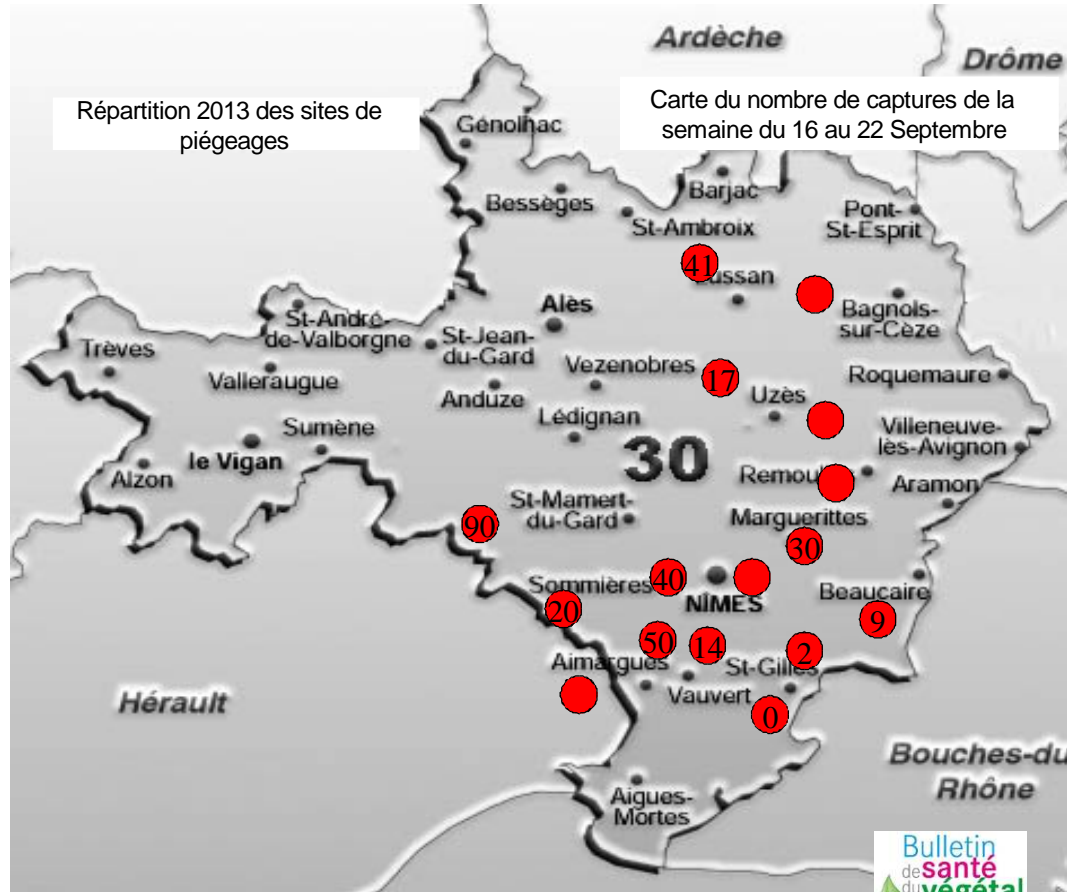 Ardèche
Drôme
Répartition 2013 des sites de
piégeages
Carte du nombre de captures de la
semaine du 16 au 22 Septembre
Génolhac
Barjac
Bessèges
St-Ambroix
Pont-
St-Esprit
41
St-André-
de-Valborgne
Alès
Bagnols-
sur-Cèze
Trèves
St-Jean-
du-Gard
Valleraugue
Vezenobres
17
Roquemaure
Anduze
Uzès
Lédignan
Sumène
Villeneuve-
lès-Avignon
le Vigan
30
Alzon
Aramon
St-Mamert-
du-Gard
90
Marguerittes
30
Sommières
40
NÎMES
Beaucaire
20
9
50
14
2
Aimargues
Vauvert
0
Hérault
Bouches-du
Rhône
Aigues-
Mortes
Bulletin
de santé
du végétal